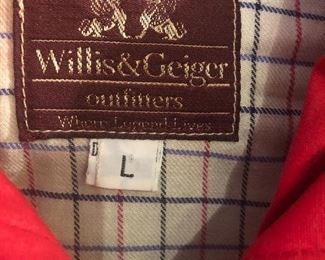 Willis&Geiger
outfitters
Where Legend Lives
L